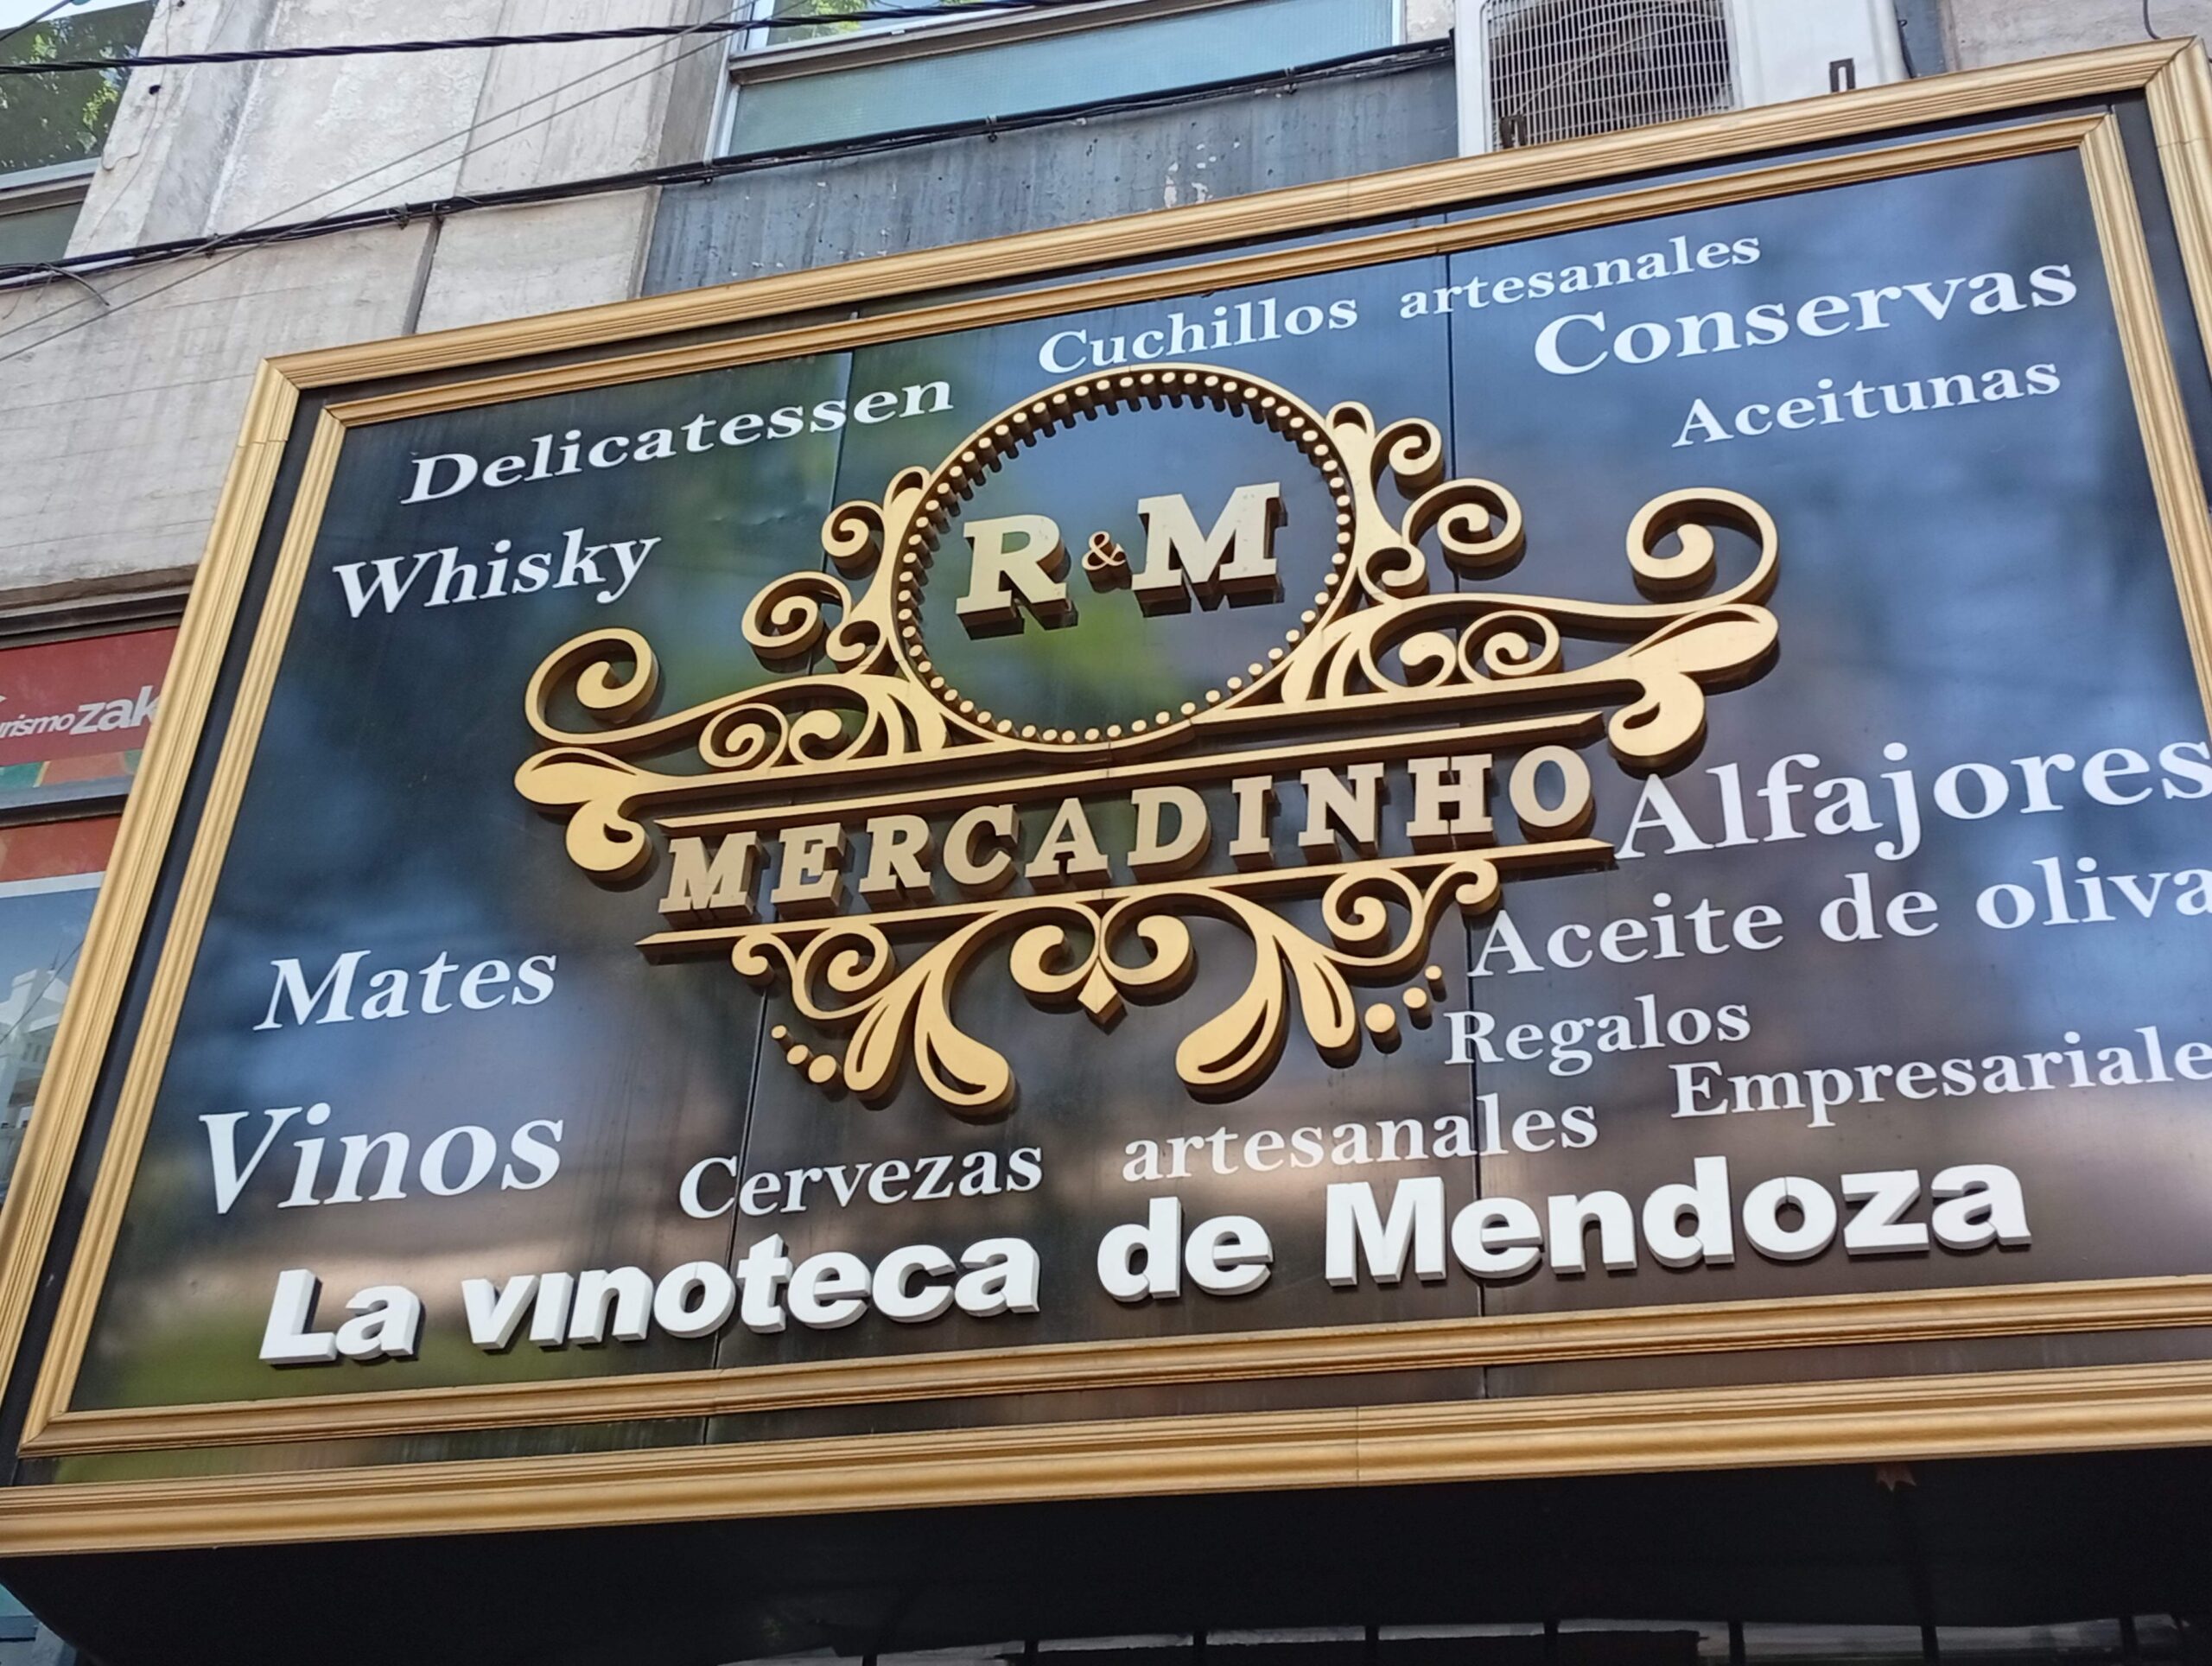 Cuchillos artesanales
Conservas
Delicatessen
Aceitunas
Whisky
R&M
zak
MERCADINHO
Alfajores
Aceite de oliva
Mates
Regalos
Empresariale
Vinos
Cervezas artesanales
La vinoteca de Mendoza